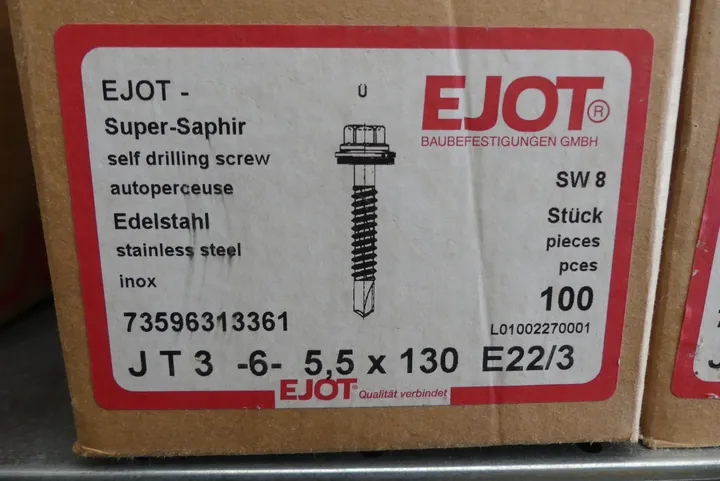 EJOT -
Ü
EJOT®
BAUBEFESTIGUNGEN GMBH
Super-Saphir
self drilling screw
autoperceuse
SW 8
Edelstahl
stainless steel
inox
Stück
pieces
pces
100
73596313361
L01002270001
J T 3 -6- 5,5 x 130 E22/3
EJOT® Qualität verbindet